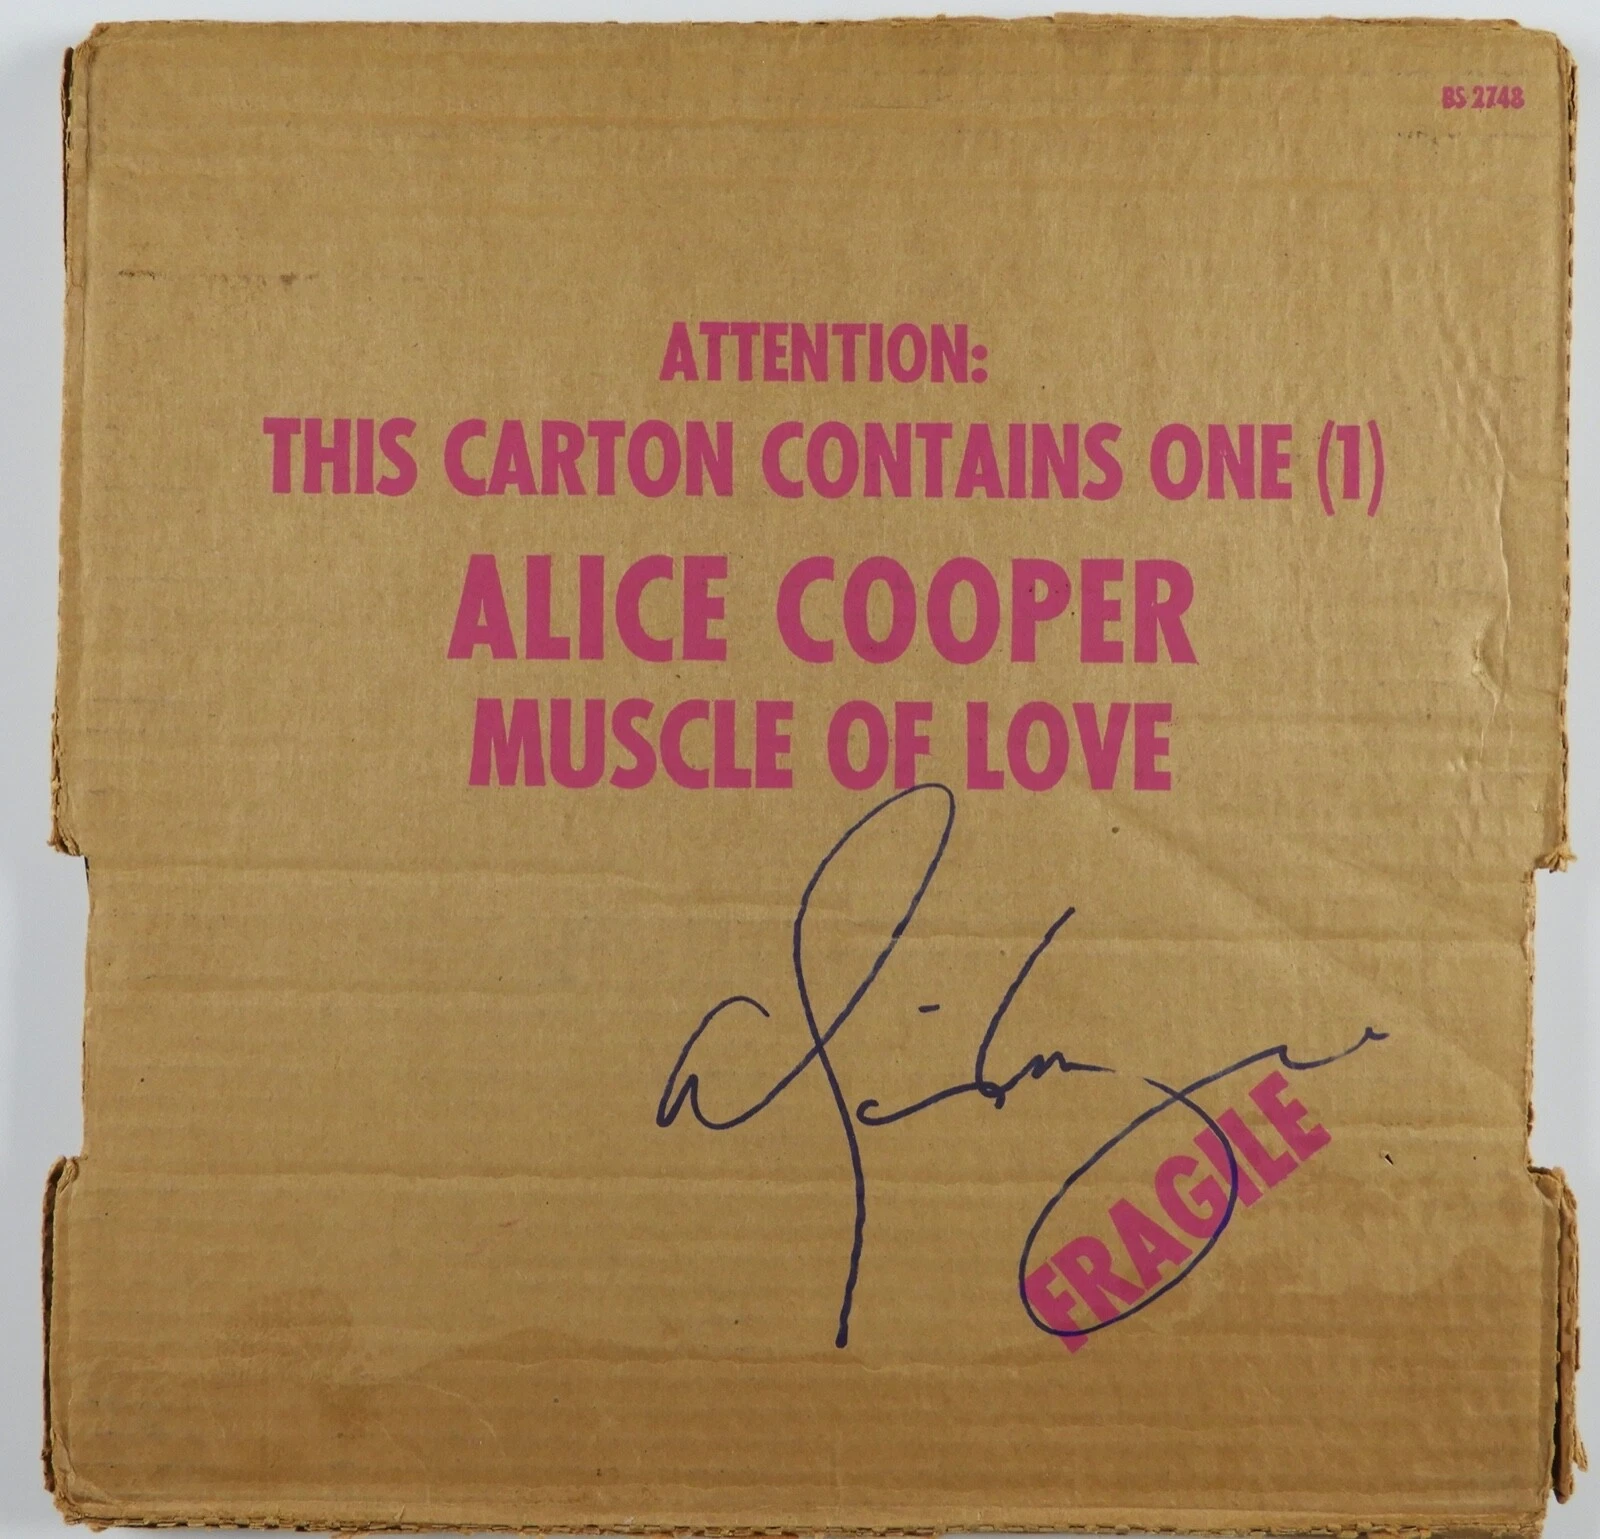 BS 2748
ATTENTION:
THIS CARTON CONTAINS ONE (1)
ALICE COOPER
MUSCLE OF LOVE
FRAGILE